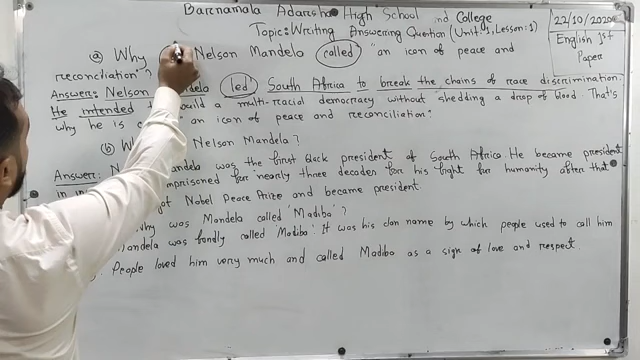 Barnamala Adarsha High School and College
Topic: Writing Answering Question (Unit: 1, Lesson: 1)
22/10/2020
English 1st
Paper
a) Why Nelson Mandela called "an icon of peace and
reconciliation"?
Answer: Nelson Mandela led South Africa to break the chains of race discrimination.
He intended build a multi-racial democracy without shedding a drop of blood. That's
why he is an icon of peace and reconciliation.
(b) Nelson Mandela?
Answer: was the first black president of South Africa. He became president
imprisoned for nearly three decades for his fight for humanity after that
got Nobel Peace Prize and became president.
why was Mandela called 'Madiba'?
Mandela was fondly called 'Madiba'. It was his clan name by which people used to call him
People loved him very much and called Madiba as a sign of love and respect.